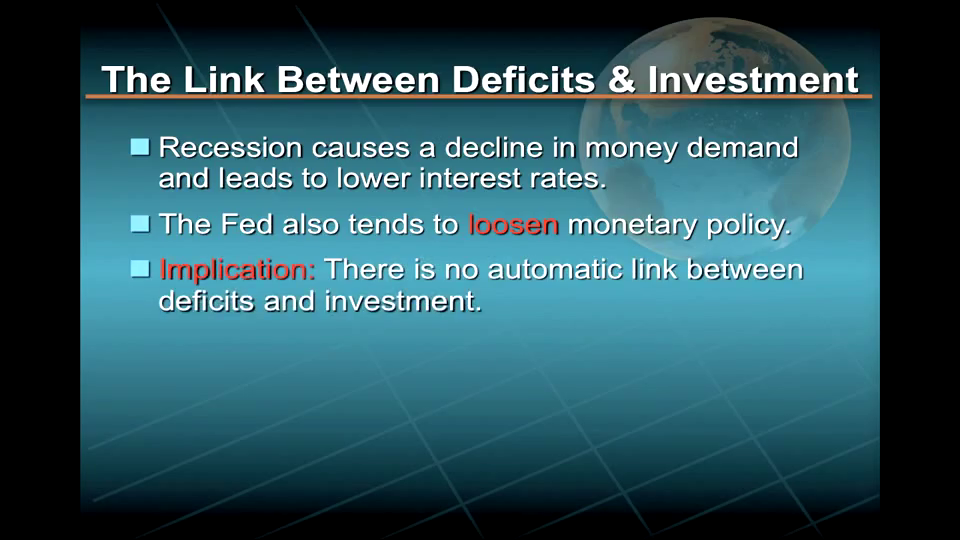 The Link Between Deficits & Investment
Recession causes a decline in money demand
and leads to lower interest rates.
The Fed also tends to loosen monetary policy.
Implication: There is no automatic link between
deficits and investment.